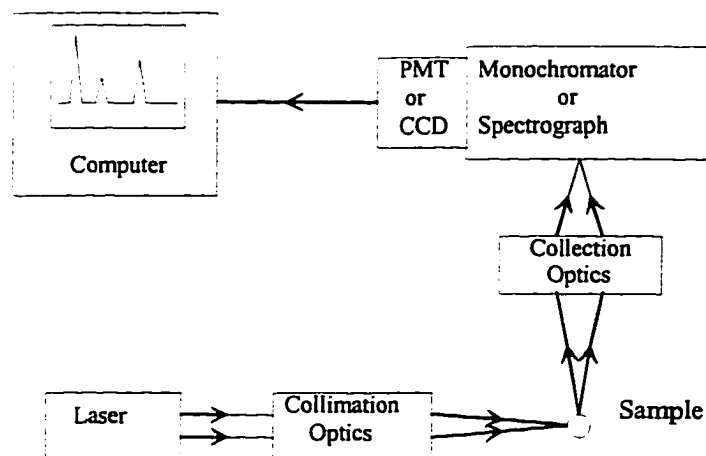 Computer
PMT
or
CCD
Monochromator
or
Spectrograph
Collection
Optics
Laser
Collimation
Optics
Sample